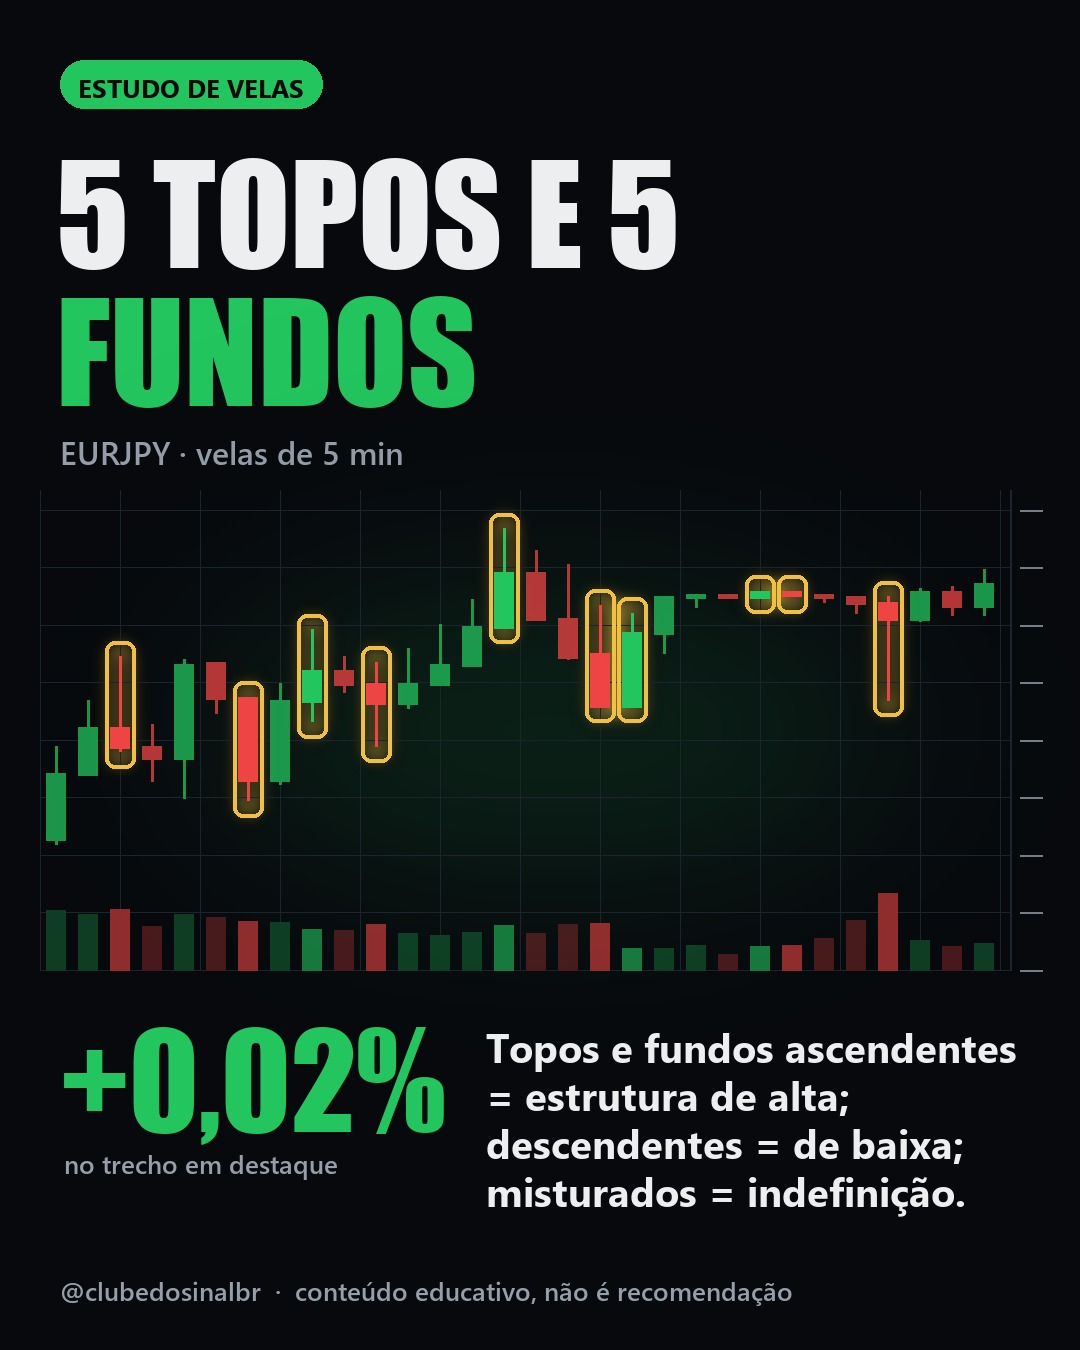 ESTUDO DE VELAS
5 TOPOS E 5
FUNDOS
EURJPY · velas de 5 min
+0,02%
no trecho em destaque
Topos e fundos ascendentes
= estrutura de alta;
descendentes = de baixa;
misturados = indefinição.
@clubedosinalbr · conteúdo educativo, não é recomendação